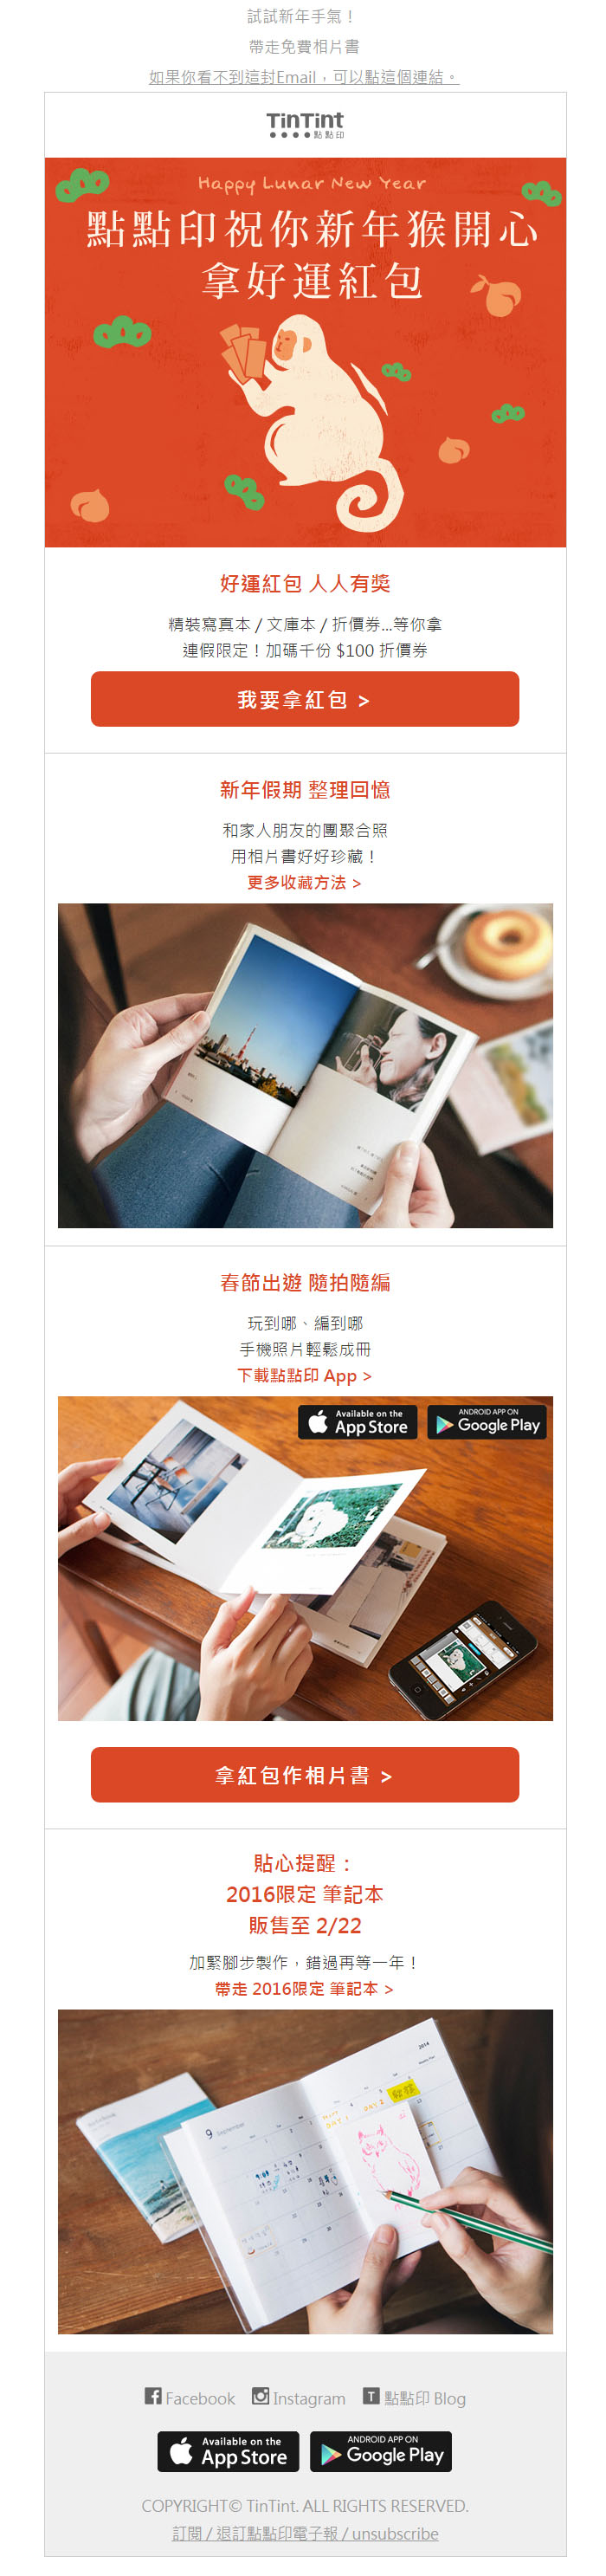 試試新年手氣！
帶走免費相片書
如果你看不到這封Email，可以點這個連結。
TinTint
點點印
Happy Lunar New Year
點點印祝你新年猴開心
拿好運紅包
好運紅包 人人有獎
精裝寫真本 / 文庫本 / 折價券...等你拿
連假限定！加碼千份 $100 折價券
我要拿紅包 >
新年假期 整理回憶
和家人朋友的團聚合照
用相片書好好珍藏！
更多收藏方法 >
春節出遊 隨拍隨編
玩到哪、編到哪
手機照片輕鬆成冊
下載點點印 App >
Available on the
App Store
ANDROID APP ON
Google Play
拿紅包作相片書 >
貼心提醒：
2016限定 筆記本
販售至 2/22
加緊腳步製作，錯過再等一年！
帶走 2016限定 筆記本 >
2014
9 September
Facebook Instagram 點點印 Blog
Available on the
App Store
ANDROID APP ON
Google Play
COPYRIGHT© TinTint. ALL RIGHTS RESERVED.
訂閱 / 退訂點點印電子報 / unsubscribe